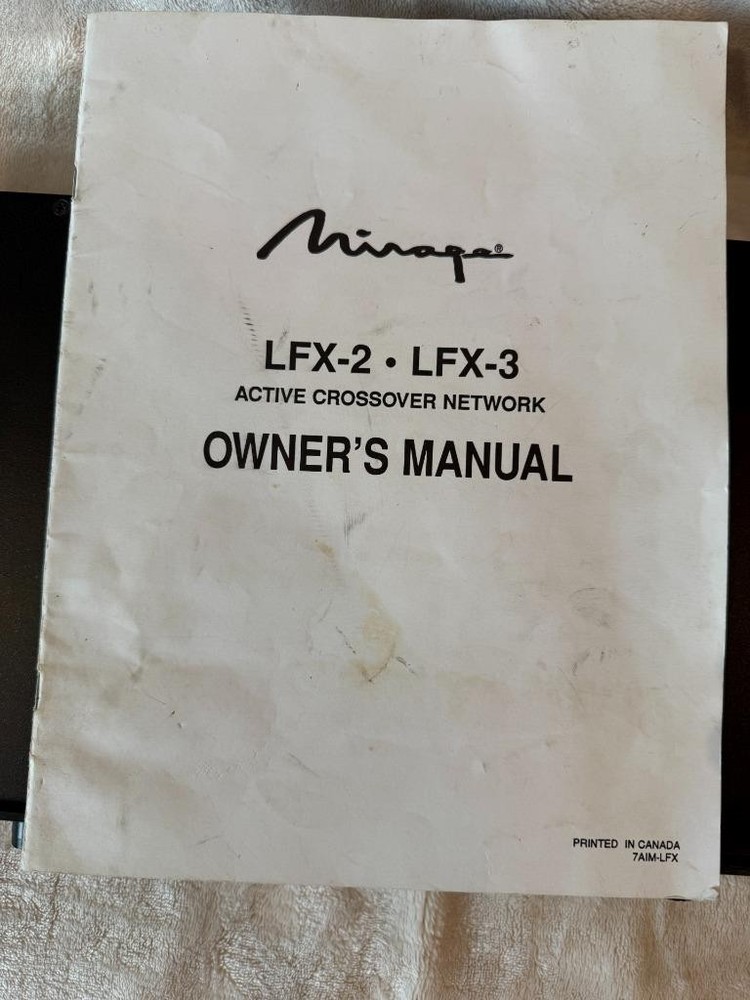 Mirage®
LFX-2 • LFX-3
ACTIVE CROSSOVER NETWORK
OWNER'S MANUAL
PRINTED IN CANADA
7AIM-LFX